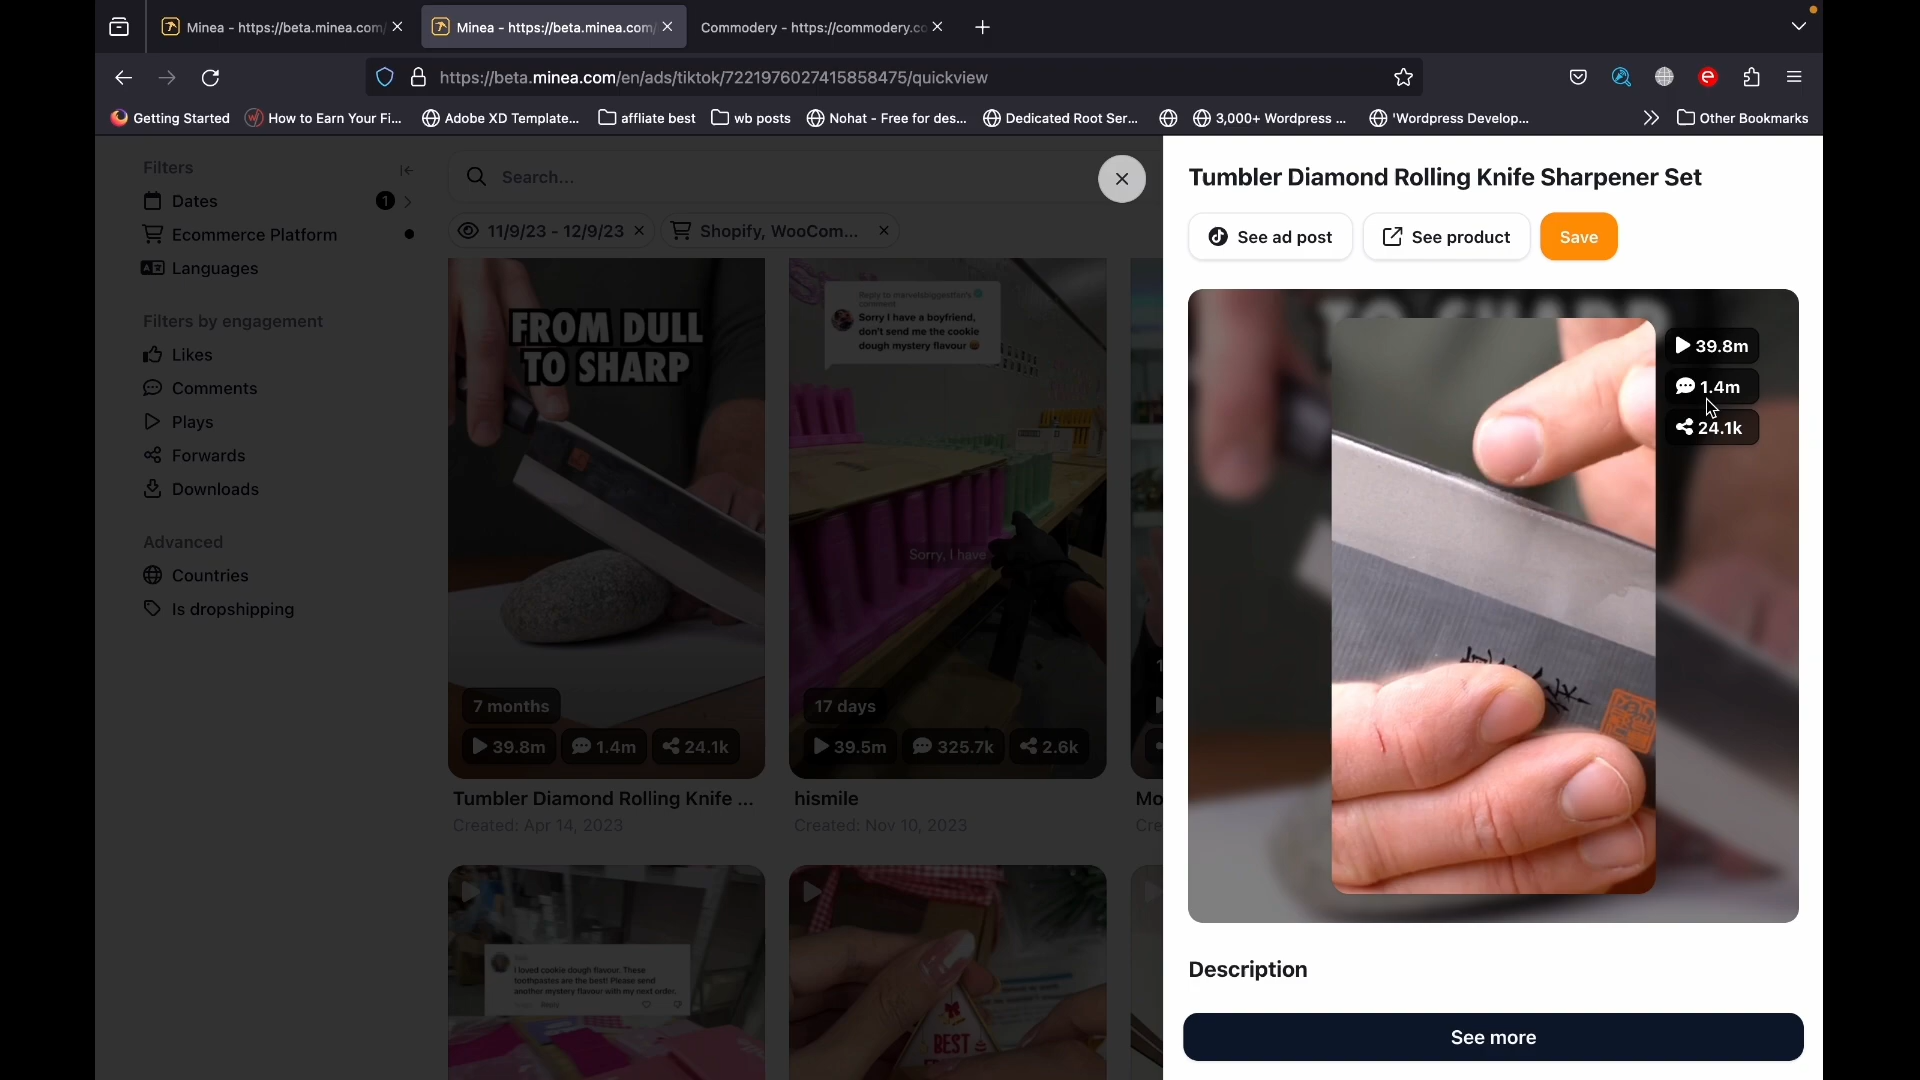 Minea - https://beta.minea.com/
Minea - https://beta.minea.com/
Commodery - https://commodery.co
https://beta.minea.com/en/ads/tiktok/7221976027415858475/quickview
Getting Started
How to Earn Your Fi...
Adobe XD Template...
affliate best
wb posts
Nohat - Free for des...
Dedicated Root Ser...
3,000+ Wordpress ...
'Wordpress Develop...
Other Bookmarks
Filters
Dates
1
Ecommerce Platform
Languages
Filters by engagement
Likes
Comments
Plays
Forwards
Downloads
Advanced
Countries
Is dropshipping
Search...
11/9/23 - 12/9/23
Shopify, WooCom...
FROM DULL
TO SHARP
7 months
39.8m
1.4m
24.1k
Tumbler Diamond Rolling Knife ...
Created: Apr 14, 2023
Sorry I have a boyfriend,
don't send me the cookie
dough mystery flavour
Sorry, I have
17 days
39.5m
325.7k
2.6k
hismile
Created: Nov 10, 2023
Mo
Cre
I loved cookie dough flavour. These
toothpastes are the best! Please send
another mystery flavour with my next order.
BEST
Tumbler Diamond Rolling Knife Sharpener Set
See ad post
See product
Save
TO SHARP
39.8m
1.4m
24.1k
Description
See more